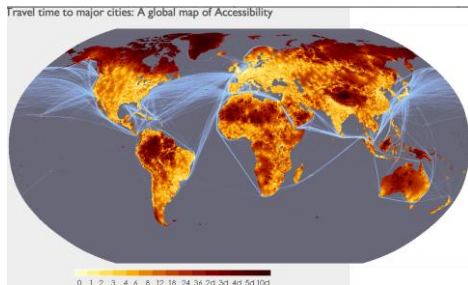 Travel time to major cities: A global map of Accessibility
0 1 2 3 4 6 8 12 18 24 36 2d 3d 4d 5d 10d